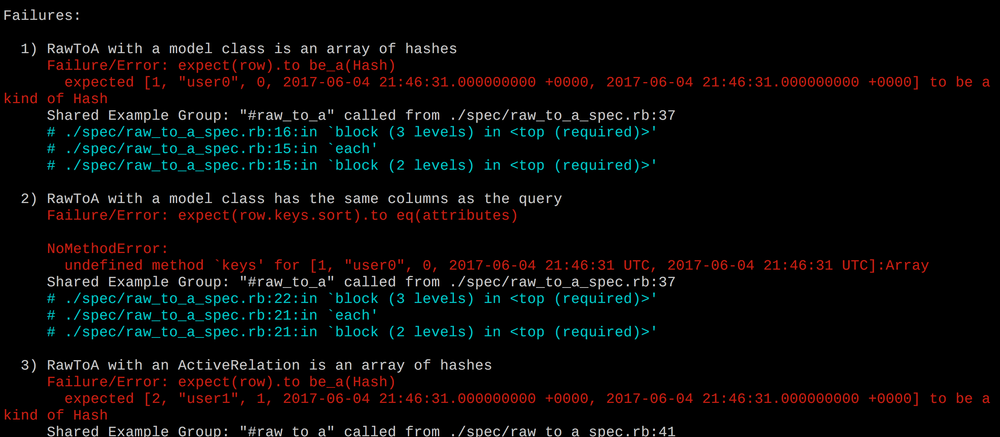 Failures:

  1) RawToA with a model class is an array of hashes
     Failure/Error: expect(row).to be_a(Hash)
       expected [1, "user0", 0, 2017-06-04 21:46:31.000000000 +0000, 2017-06-04 21:46:31.000000000 +0000] to be a
kind of Hash
     Shared Example Group: "#raw_to_a" called from ./spec/raw_to_a_spec.rb:37
     # ./spec/raw_to_a_spec.rb:16:in `block (3 levels) in <top (required)>'
     # ./spec/raw_to_a_spec.rb:15:in `each'
     # ./spec/raw_to_a_spec.rb:15:in `block (2 levels) in <top (required)>'

  2) RawToA with a model class has the same columns as the query
     Failure/Error: expect(row.keys.sort).to eq(attributes)

     NoMethodError:
       undefined method `keys' for [1, "user0", 0, 2017-06-04 21:46:31 UTC, 2017-06-04 21:46:31 UTC]:Array
     Shared Example Group: "#raw_to_a" called from ./spec/raw_to_a_spec.rb:37
     # ./spec/raw_to_a_spec.rb:22:in `block (3 levels) in <top (required)>'
     # ./spec/raw_to_a_spec.rb:21:in `each'
     # ./spec/raw_to_a_spec.rb:21:in `block (2 levels) in <top (required)>'

  3) RawToA with an ActiveRelation is an array of hashes
     Failure/Error: expect(row).to be_a(Hash)
       expected [2, "user1", 1, 2017-06-04 21:46:31.000000000 +0000, 2017-06-04 21:46:31.000000000 +0000] to be a
kind of Hash
     Shared Example Group: "#raw_to_a" called from ./spec/raw_to_a_spec.rb:41